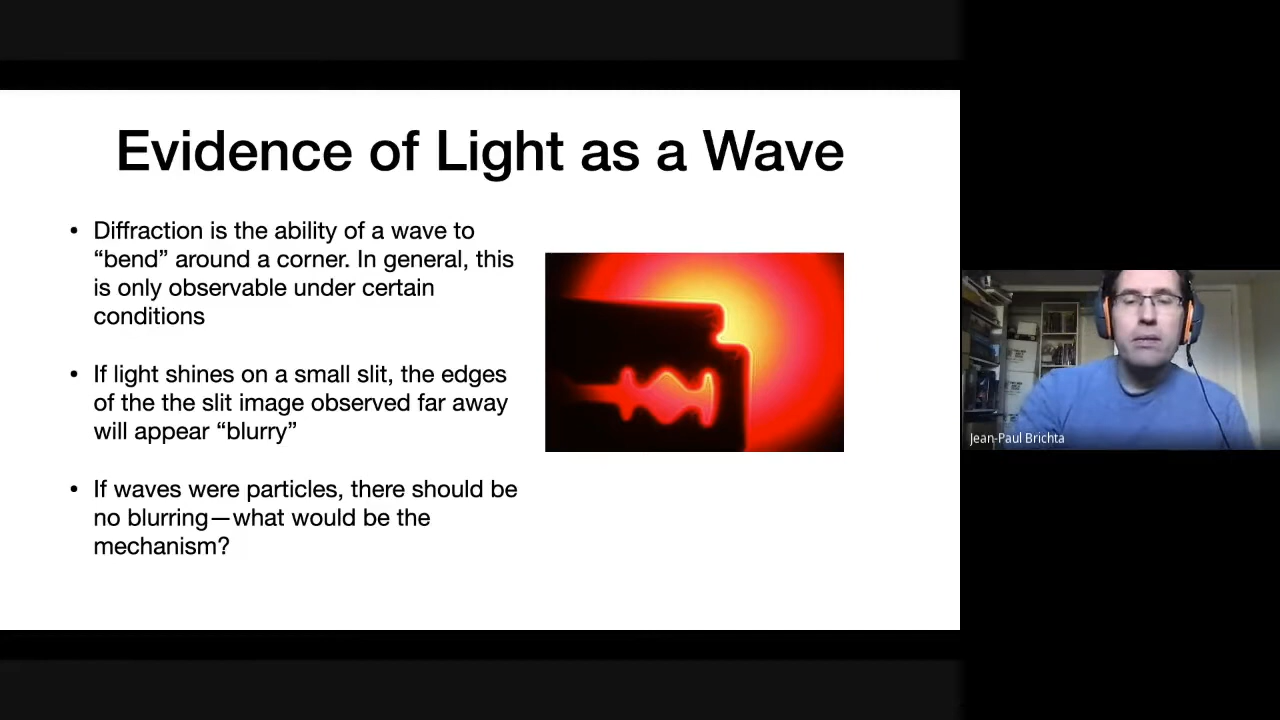 Evidence of Light as a Wave
• Diffraction is the ability of a wave to
“bend” around a corner. In general, this
is only observable under certain
conditions
• If light shines on a small slit, the edges
of the the slit image observed far away
will appear “blurry”
• If waves were particles, there should be
no blurring—what would be the
mechanism?
Jean-Paul Brichta